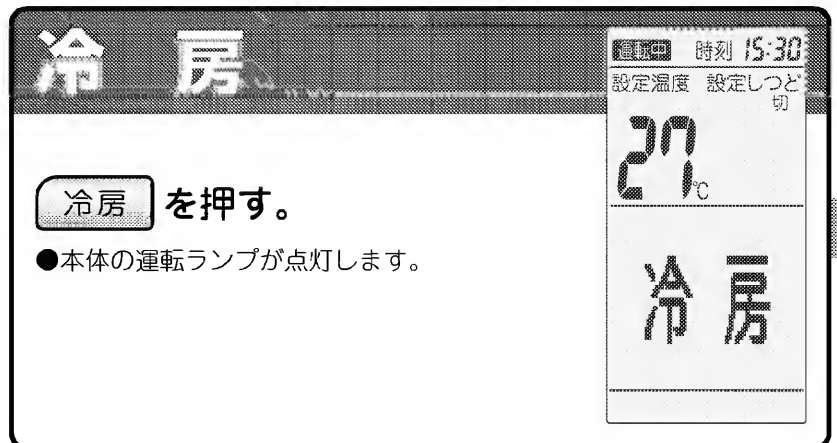 冷房
運転中 時刻 15:30
設定温度 設定しつど
切
27℃
冷房
冷房 を押す。
●本体の運転ランプが点灯します。